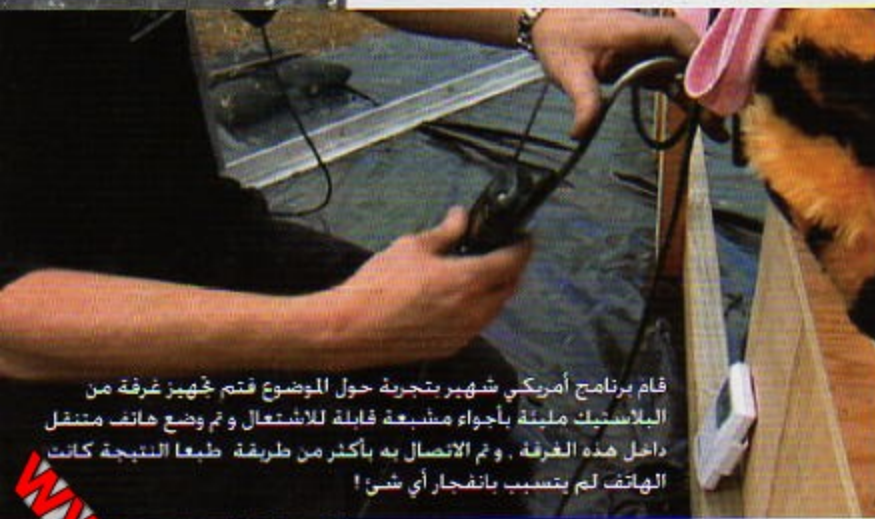 قام برنامج أمريكي شهير بتجربة حول الموضوع فتم تجهيز غرفة من
البلاستيك مليئة بأجواء مشبعة قابلة للاشتعال و تم وضع هاتف متنقل
داخل هذه الغرفة , و تم الاتصال به بأكثر من طريقة طبعا النتيجة كانت
الهاتف لم يتسبب بانفجار أي شئ !